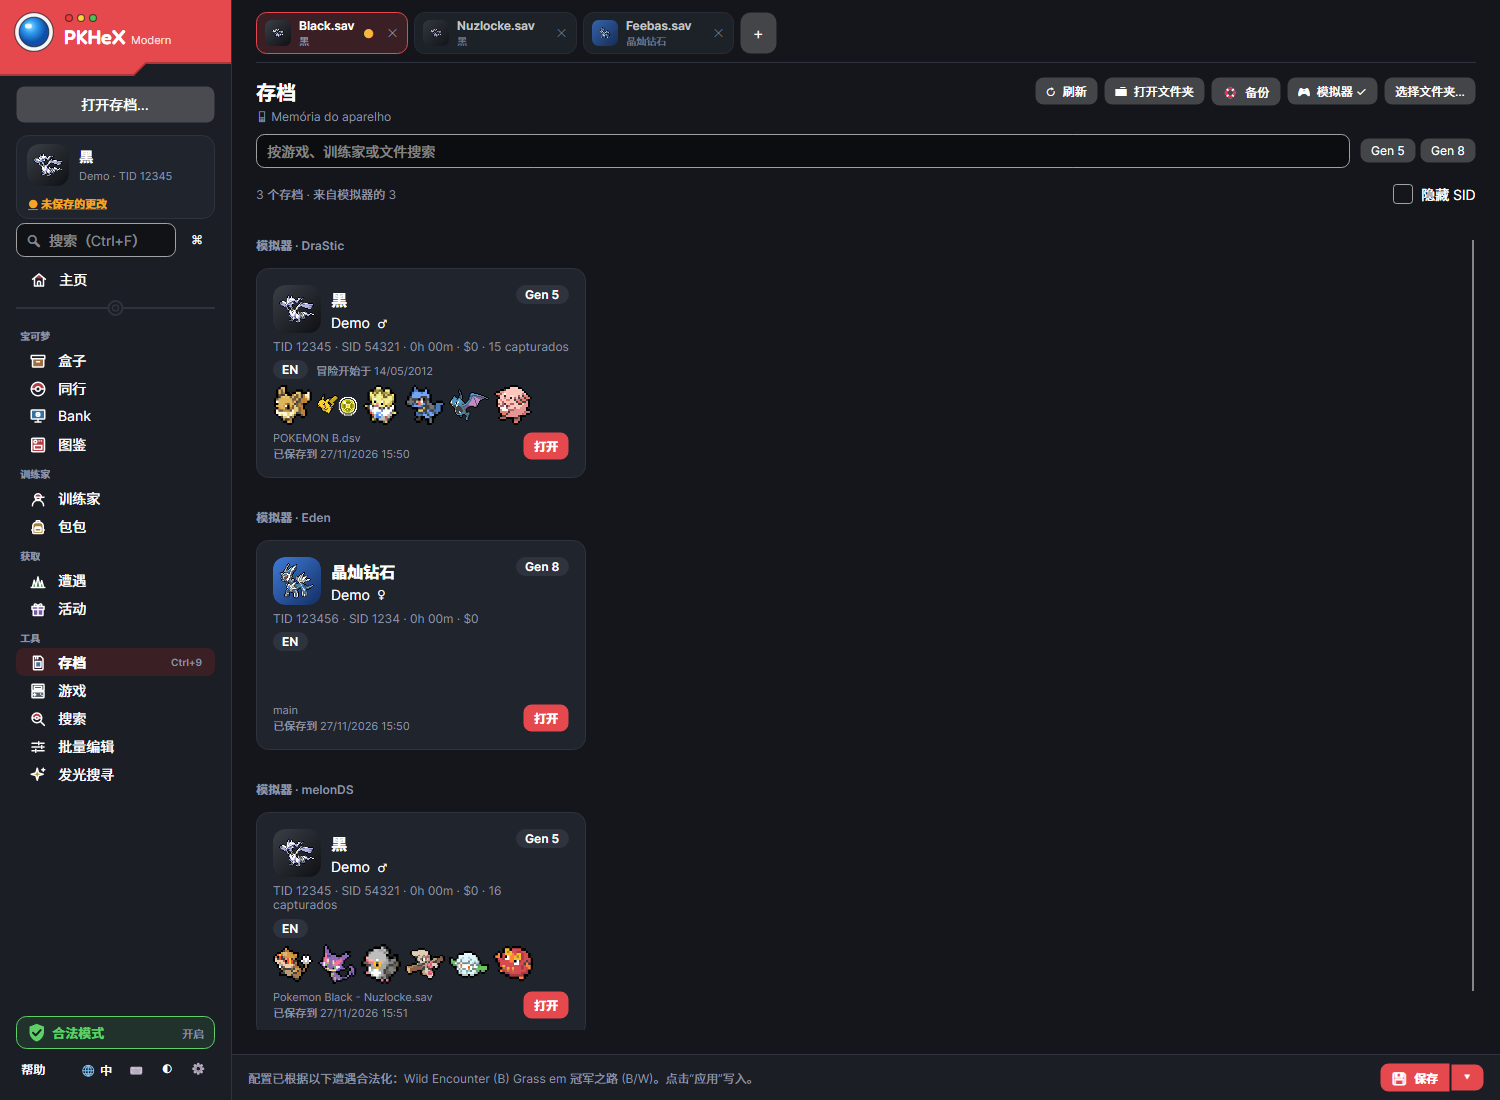 PKHeX Modern
打开存档...
黑
Demo · TID 12345
未保存的更改
搜索（Ctrl+F）
⌘
主页
宝可梦
盒子
同行
Bank
图鉴
训练家
训练家
包包
获取
遭遇
活动
工具
存档 Ctrl+9
游戏
搜索
批量编辑
发光搜寻
合法模式 开启
帮助 中
Black.sav
黑
Nuzlocke.sav
黑
Feebas.sav
晶灿钻石
+
存档
Memória do aparelho
刷新 打开文件夹 备份 模拟器 ✓ 选择文件夹...
按游戏、训练家或文件搜索
Gen 5 Gen 8
3 个存档 · 来自模拟器的 3
隐藏 SID
模拟器 · DraStic
黑 Gen 5
Demo ♂
TID 12345 · SID 54321 · 0h 00m · $0 · 15 capturados
EN 冒险开始于 14/05/2012
POKEMON B.dsv
已保存到 27/11/2026 15:50
打开
模拟器 · Eden
晶灿钻石 Gen 8
Demo ♀
TID 123456 · SID 1234 · 0h 00m · $0
EN
main
已保存到 27/11/2026 15:50
打开
模拟器 · melonDS
黑 Gen 5
Demo ♂
TID 12345 · SID 54321 · 0h 00m · $0 · 16
capturados
EN
Pokemon Black - Nuzlocke.sav
已保存到 27/11/2026 15:51
打开
配置已根据以下遭遇合法化：Wild Encounter (B) Grass em 冠军之路 (B/W)。点击“应用”写入。
保存